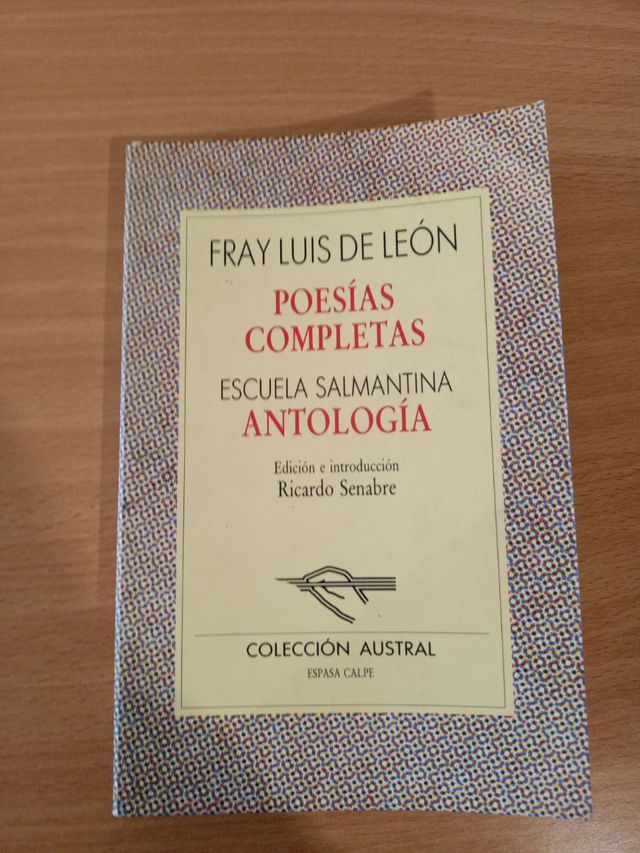 FRAY LUIS DE LEÓN
POESÍAS
COMPLETAS
ESCUELA SALMANTINA
ANTOLOGÍA
Edición e introducción
Ricardo Senabre
COLECCIÓN AUSTRAL
ESPASA CALPE